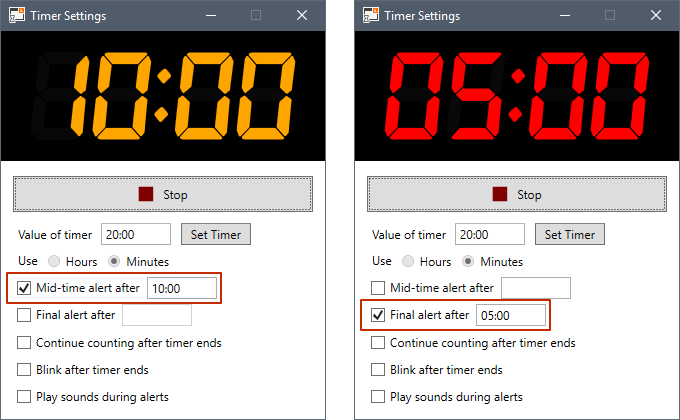 Timer Settings
10:00
Stop
Value of timer 20:00 Set Timer
Use Hours Minutes
Mid-time alert after 10:00
Final alert after
Continue counting after timer ends
Blink after timer ends
Play sounds during alerts
Timer Settings
05:00
Stop
Value of timer 20:00 Set Timer
Use Hours Minutes
Mid-time alert after
Final alert after 05:00
Continue counting after timer ends
Blink after timer ends
Play sounds during alerts